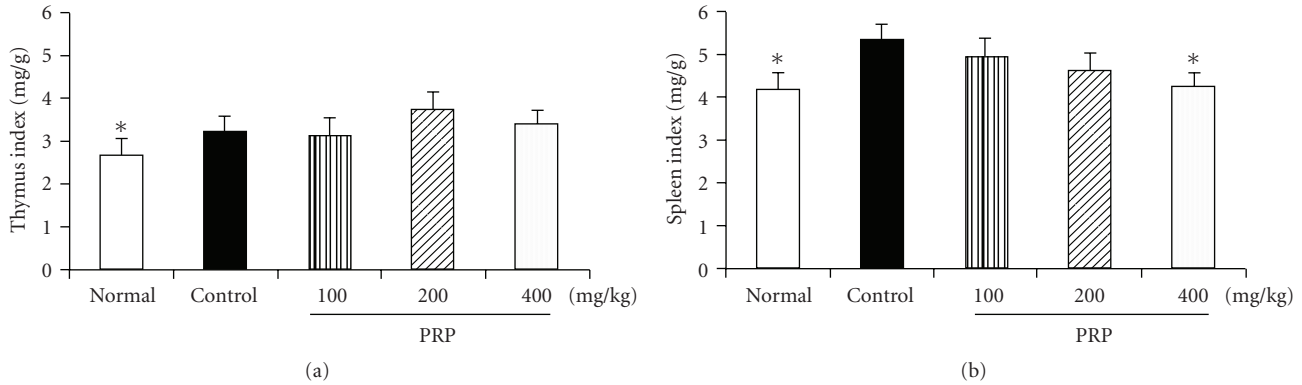 6
5
4
3
2
1
0
Thymus index (mg/g)
*
Normal
Control
100
200
400
(mg/kg)
PRP
(a)
6
5
4
3
2
1
0
Spleen index (mg/g)
*
*
Normal
Control
100
200
400
(mg/kg)
PRP
(b)